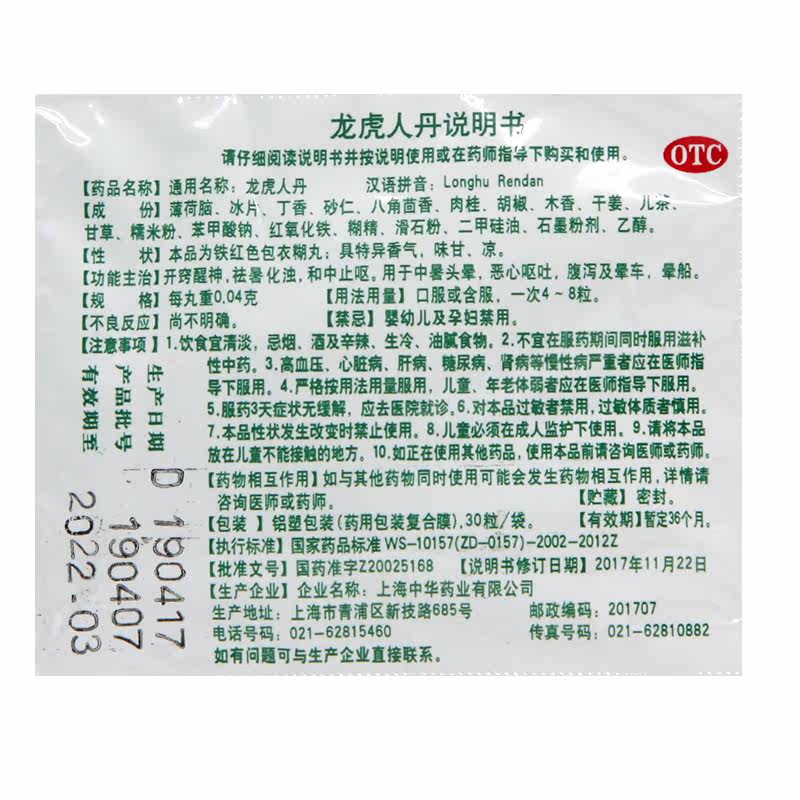 龙虎人丹说明书
请仔细阅读说明书并按说明使用或在药师指导下购买和使用。
OTC
【药品名称】通用名称：龙虎人丹 汉语拼音：Longhu Rendan
【成 份】薄荷脑、冰片、丁香、砂仁、八角茴香、肉桂、胡椒、木香、干姜、儿茶、
甘草、糯米粉、苯甲酸钠、红氧化铁、糊精、滑石粉、二甲硅油、石墨粉剂、乙醇。
【性 状】本品为铁红色包衣糊丸；具特异香气，味甘、凉。
【功能主治】开窍醒神，祛暑化浊，和中止呕。用于中暑头晕，恶心呕吐，腹泻及晕车，晕船。
【规 格】每丸重0.04克 【用法用量】口服或含服，一次4～8粒。
【不良反应】尚不明确。 【禁忌】婴幼儿及孕妇禁用。
【注意事项】1.饮食宜清淡，忌烟、酒及辛辣、生冷、油腻食物。2.不宜在服药期间同时服用滋补
性中药。3.高血压、心脏病、肝病、糖尿病、肾病等慢性病严重者应在医师指
导下服用。4.严格按用法用量服用，儿童、年老体弱者应在医师指导下服用。
5.服药3天症状无缓解，应去医院就诊。6.对本品过敏者禁用，过敏体质者慎用。
7.本品性状发生改变时禁止使用。8.儿童必须在成人监护下使用。9.请将本品
放在儿童不能接触的地方。10.如正在使用其他药品，使用本品前请咨询医师或药师。
【药物相互作用】如与其他药物同时使用可能会发生药物相互作用，详情请
咨询医师或药师。 【贮藏】密封。
【包装】铝塑包装(药用包装复合膜)，30粒/袋。 【有效期】暂定36个月。
【执行标准】国家药品标准WS-10157(ZD-0157)-2002-2012Z
【批准文号】国药准字Z20025168 【说明书修订日期】2017年11月22日
【生产企业】企业名称：上海中华药业有限公司
生产地址：上海市青浦区新技路685号 邮政编码：201707
电话号码：021-62815460 传真号码：021-62810882
如有问题可与生产企业直接联系。
生产日期 D 190417
产品批号 190407
有效期至 2022.03